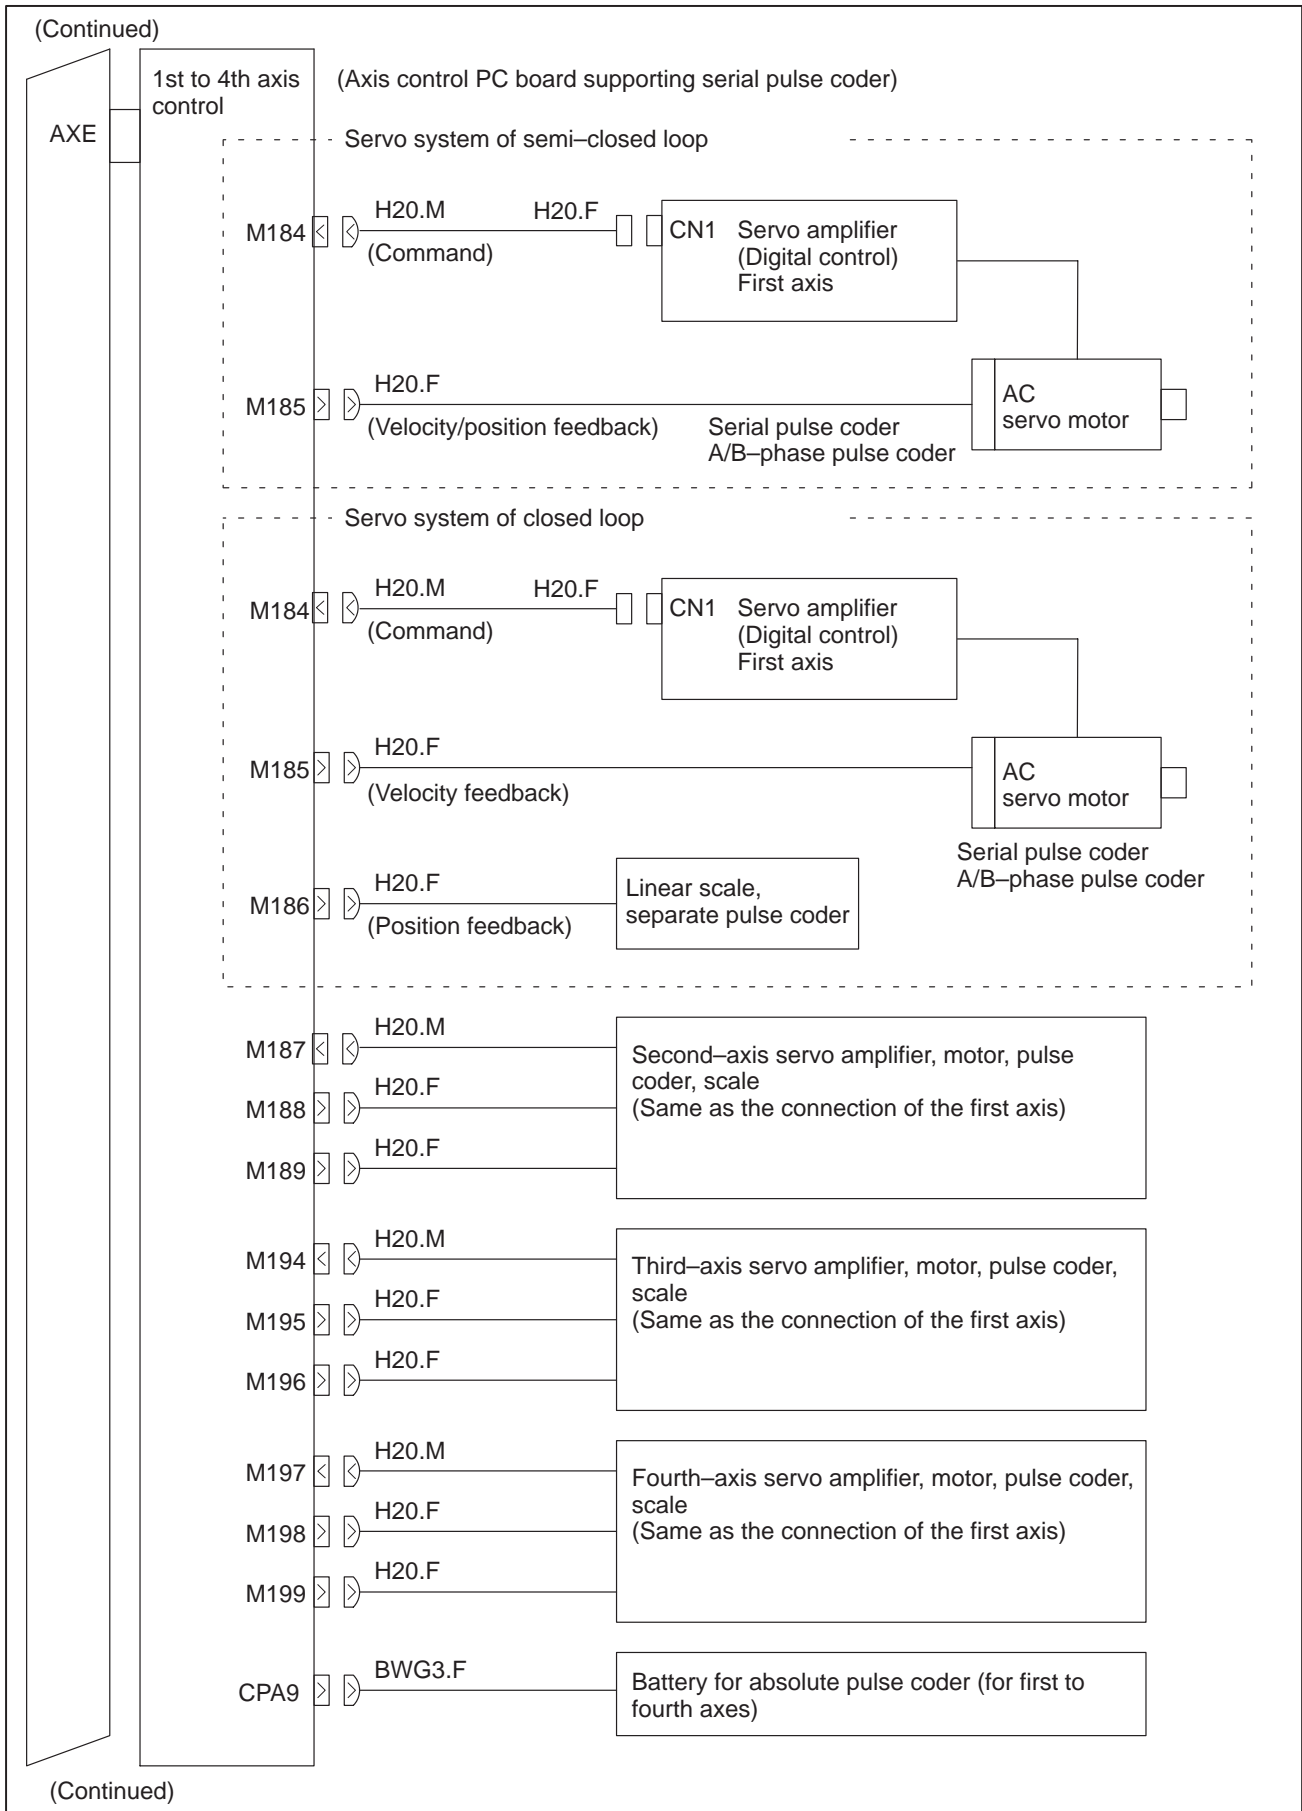 (Continued)
1st to 4th axis
control
(Axis control PC board supporting serial pulse coder)
AXE
Servo system of semi–closed loop
M184
H20.M
H20.F
(Command)
CN1
Servo amplifier
(Digital control)
First axis
M185
H20.F
(Velocity/position feedback)
Serial pulse coder
A/B–phase pulse coder
AC
servo motor
Servo system of closed loop
M184
H20.M
H20.F
(Command)
CN1
Servo amplifier
(Digital control)
First axis
M185
H20.F
(Velocity feedback)
AC
servo motor
Serial pulse coder
A/B–phase pulse coder
M186
H20.F
(Position feedback)
Linear scale,
separate pulse coder
M187
H20.M
M188
H20.F
M189
H20.F
Second–axis servo amplifier, motor, pulse
coder, scale
(Same as the connection of the first axis)
M194
H20.M
M195
H20.F
M196
H20.F
Third–axis servo amplifier, motor, pulse coder,
scale
(Same as the connection of the first axis)
M197
H20.M
M198
H20.F
M199
H20.F
Fourth–axis servo amplifier, motor, pulse coder,
scale
(Same as the connection of the first axis)
CPA9
BWG3.F
Battery for absolute pulse coder (for first to
fourth axes)
(Continued)